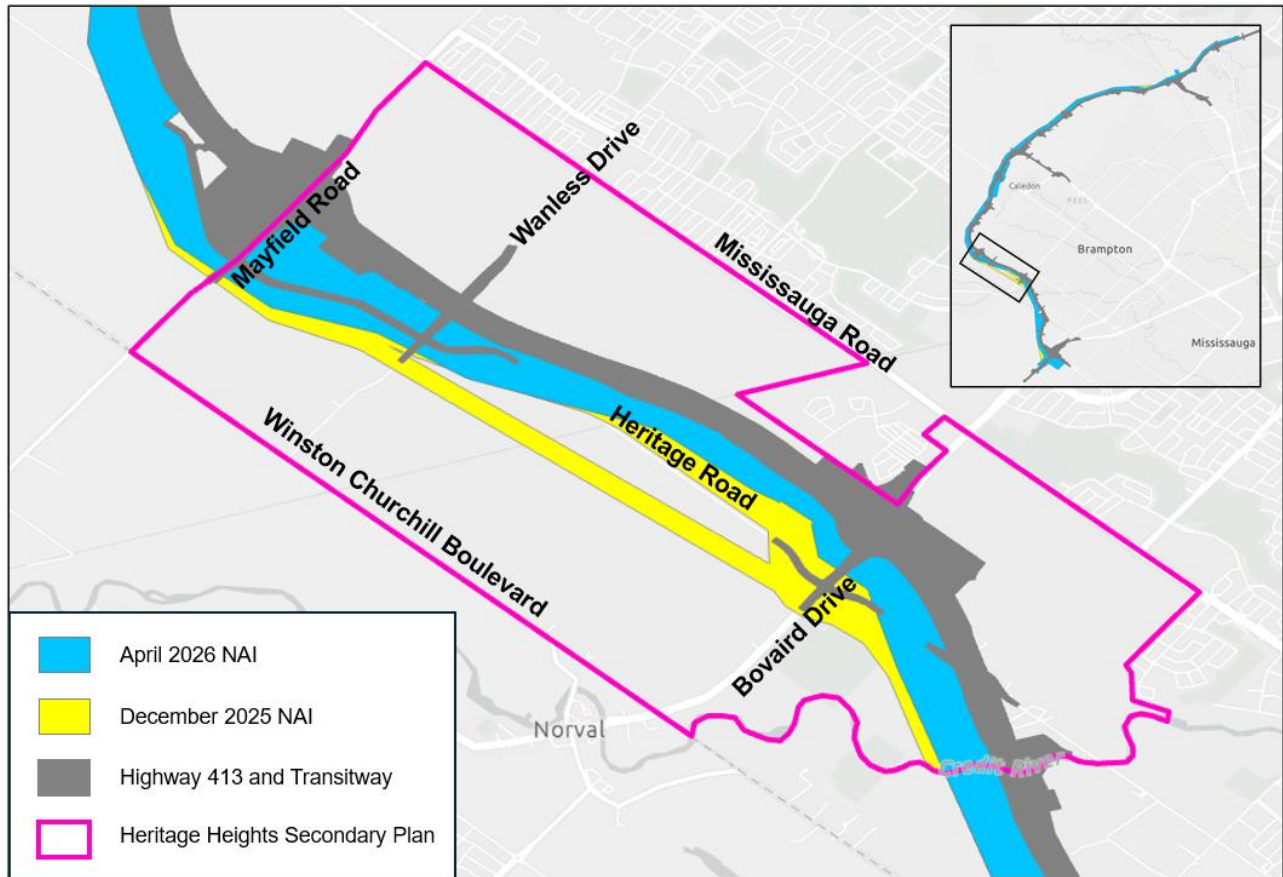 Mayfield Road
Wanless Drive
Mississauga Road
Heritage Road
Winston Churchill Boulevard
Bovaird Drive
Norval
Credit River
Caledon
PEEL
Brampton
Mississauga
April 2026 NAI
December 2025 NAI
Highway 413 and Transitway
Heritage Heights Secondary Plan